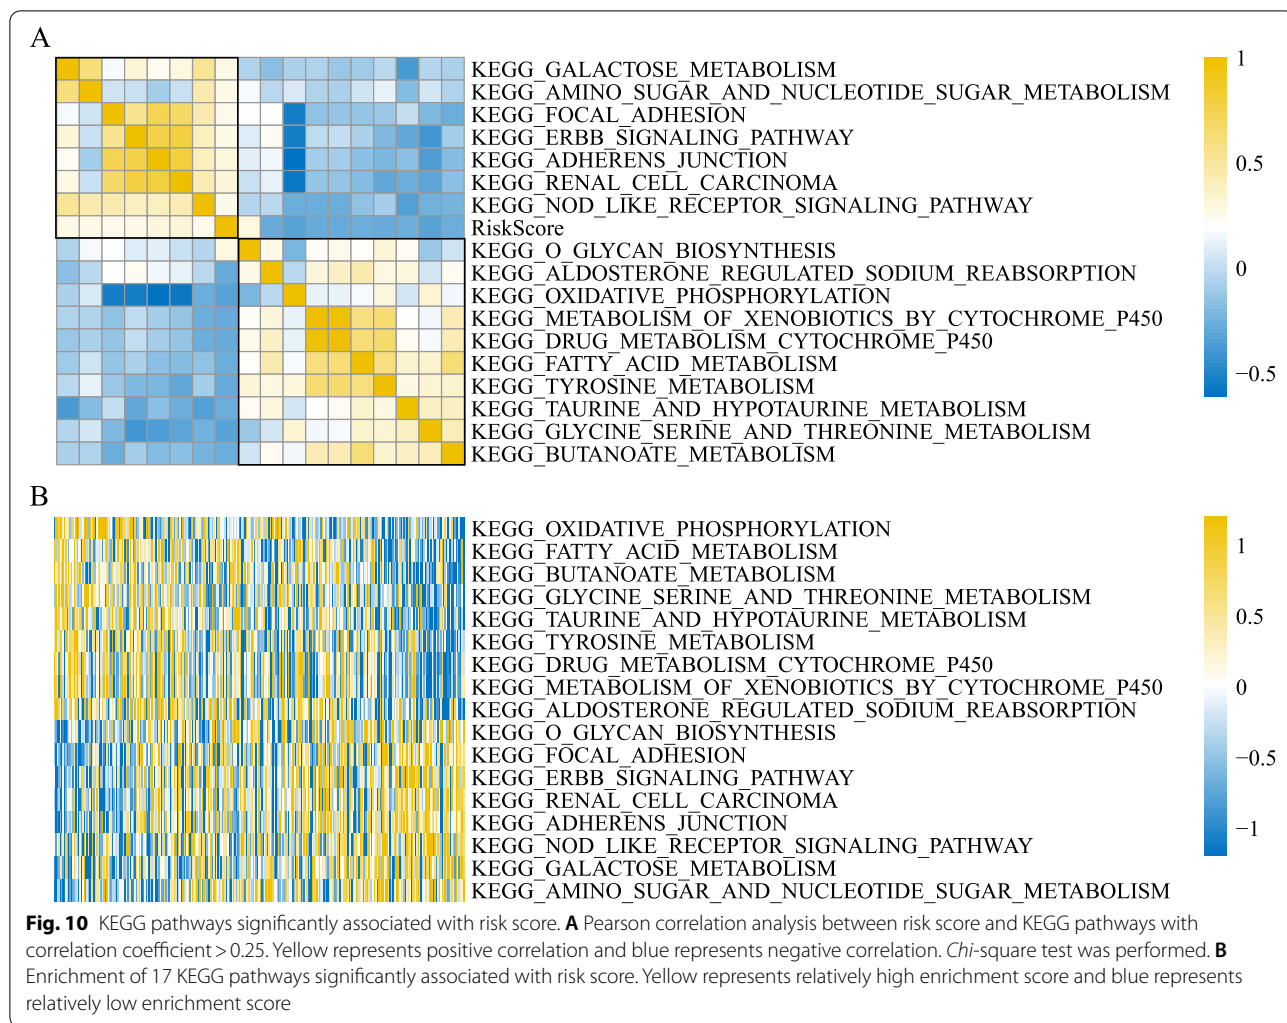 A
KEGG_GALACTOSE_METABOLISM
KEGG_AMINO_SUGAR_AND_NUCLEOTIDE_SUGAR_METABOLISM
KEGG_FOCAL_ADHESION
KEGG_ERBB_SIGNALING_PATHWAY
KEGG_ADHERENS_JUNCTION
KEGG_RENAL_CELL_CARCINOMA
KEGG_NOD_LIKE_RECEPTOR_SIGNALING_PATHWAY
RiskScore
KEGG_O_GLYCAN_BIOSYNTHESIS
KEGG_ALDOSTERONE_REGULATED_SODIUM_REABSORPTION
KEGG_OXIDATIVE_PHOSPHORYLATION
KEGG_METABOLISM_OF_XENOBIOTICS_BY_CYTOCHROME_P450
KEGG_DRUG_METABOLISM_CYTOCHROME_P450
KEGG_FATTY_ACID_METABOLISM
KEGG_TYROSINE_METABOLISM
KEGG_TAURINE_AND_HYPOTAURINE_METABOLISM
KEGG_GLYCINE_SERINE_AND_THREONINE_METABOLISM
KEGG_BUTANOATE_METABOLISM
1
0.5
0
−0.5
B
KEGG_OXIDATIVE_PHOSPHORYLATION
KEGG_FATTY_ACID_METABOLISM
KEGG_BUTANOATE_METABOLISM
KEGG_GLYCINE_SERINE_AND_THREONINE_METABOLISM
KEGG_TAURINE_AND_HYPOTAURINE_METABOLISM
KEGG_TYROSINE_METABOLISM
KEGG_DRUG_METABOLISM_CYTOCHROME_P450
KEGG_METABOLISM_OF_XENOBIOTICS_BY_CYTOCHROME_P450
KEGG_ALDOSTERONE_REGULATED_SODIUM_REABSORPTION
KEGG_O_GLYCAN_BIOSYNTHESIS
KEGG_FOCAL_ADHESION
KEGG_ERBB_SIGNALING_PATHWAY
KEGG_RENAL_CELL_CARCINOMA
KEGG_ADHERENS_JUNCTION
KEGG_NOD_LIKE_RECEPTOR_SIGNALING_PATHWAY
KEGG_GALACTOSE_METABOLISM
KEGG_AMINO_SUGAR_AND_NUCLEOTIDE_SUGAR_METABOLISM
1
0.5
0
−0.5
−1
Fig. 10 KEGG pathways significantly associated with risk score. A Pearson correlation analysis between risk score and KEGG pathways with
correlation coefficient > 0.25. Yellow represents positive correlation and blue represents negative correlation. Chi-square test was performed. B
Enrichment of 17 KEGG pathways significantly associated with risk score. Yellow represents relatively high enrichment score and blue represents
relatively low enrichment score